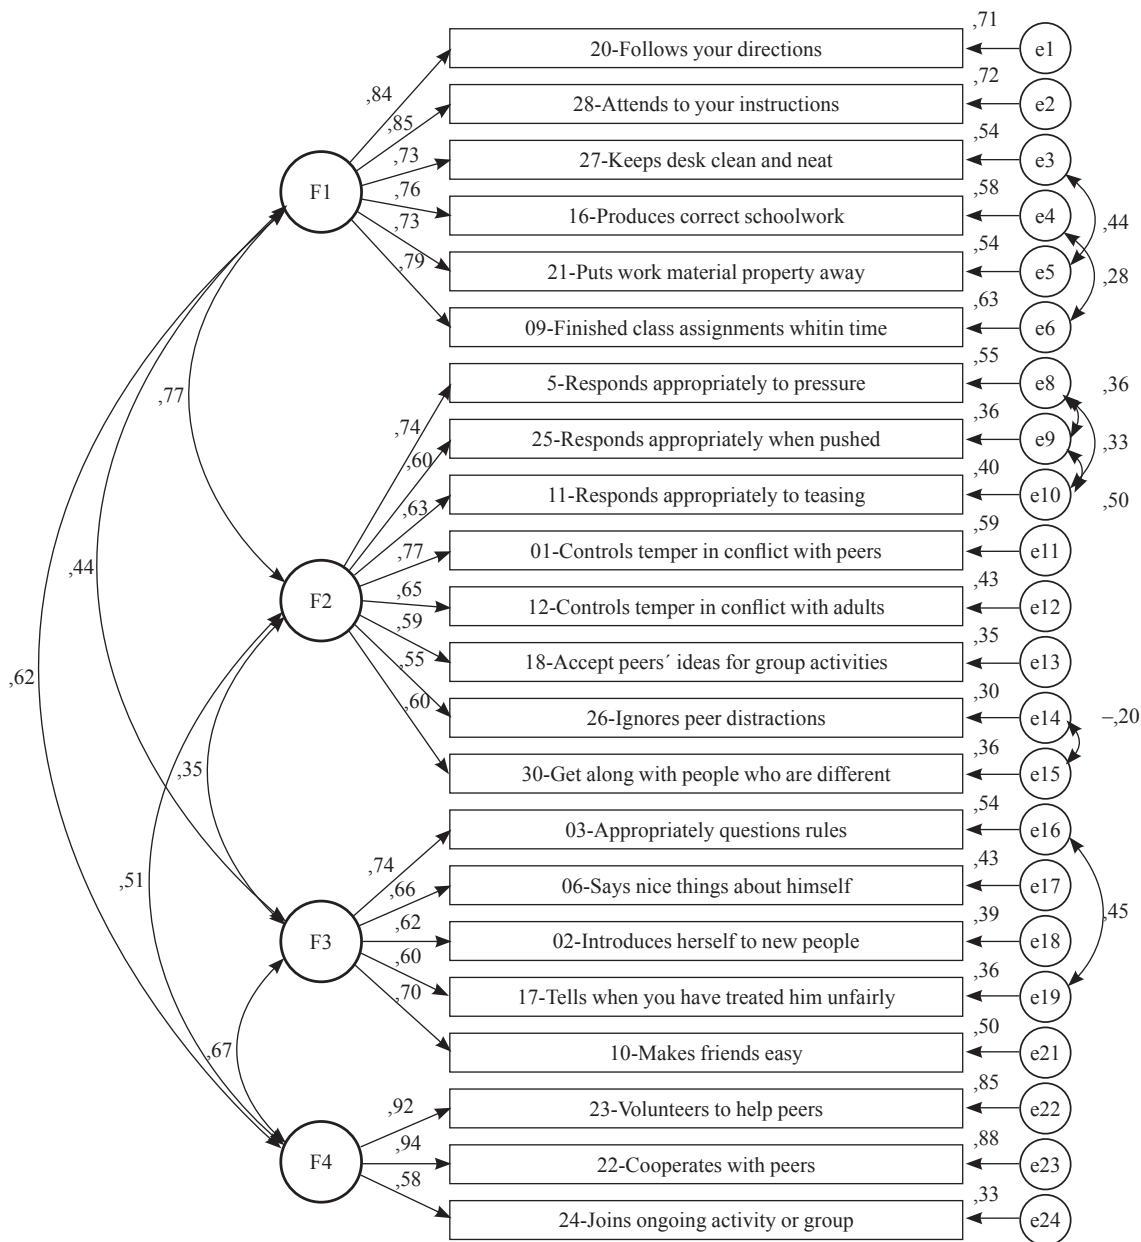 ,71
20-Follows your directions
e1
,84
,72
28-Attends to your instructions
e2
,85
,54
27-Keeps desk clean and neat
e3
,73
F1
,58
16-Produces correct schoolwork
e4
,76
,44
,54
21-Puts work material property away
e5
,73
,28
,63
09-Finished class assignments whitin time
e6
,79
,55
5-Responds appropriately to pressure
e8
,36
,77
,74
,36
25-Responds appropriately when pushed
e9
,33
,60
,40
11-Responds appropriately to teasing
e10
,50
,63
,59
01-Controls temper in conflict with peers
e11
,77
,44
F2
,43
12-Controls temper in conflict with adults
e12
,65
,35
18-Accept peers´ ideas for group activities
e13
,59
,62
,55
,30
26-Ignores peer distractions
e14
–,20
,60
,36
30-Get along with people who are different
e15
,35
,54
03-Appropriately questions rules
e16
,74
,51
,43
06-Says nice things about himself
e17
,66
,45
F3
,39
02-Introduces herself to new people
e18
,62
,36
17-Tells when you have treated him unfairly
e19
,60
,70
,50
10-Makes friends easy
e21
,67
,85
23-Volunteers to help peers
e22
,92
F4
,88
22-Cooperates with peers
e23
,94
,33
24-Joins ongoing activity or group
e24
,58